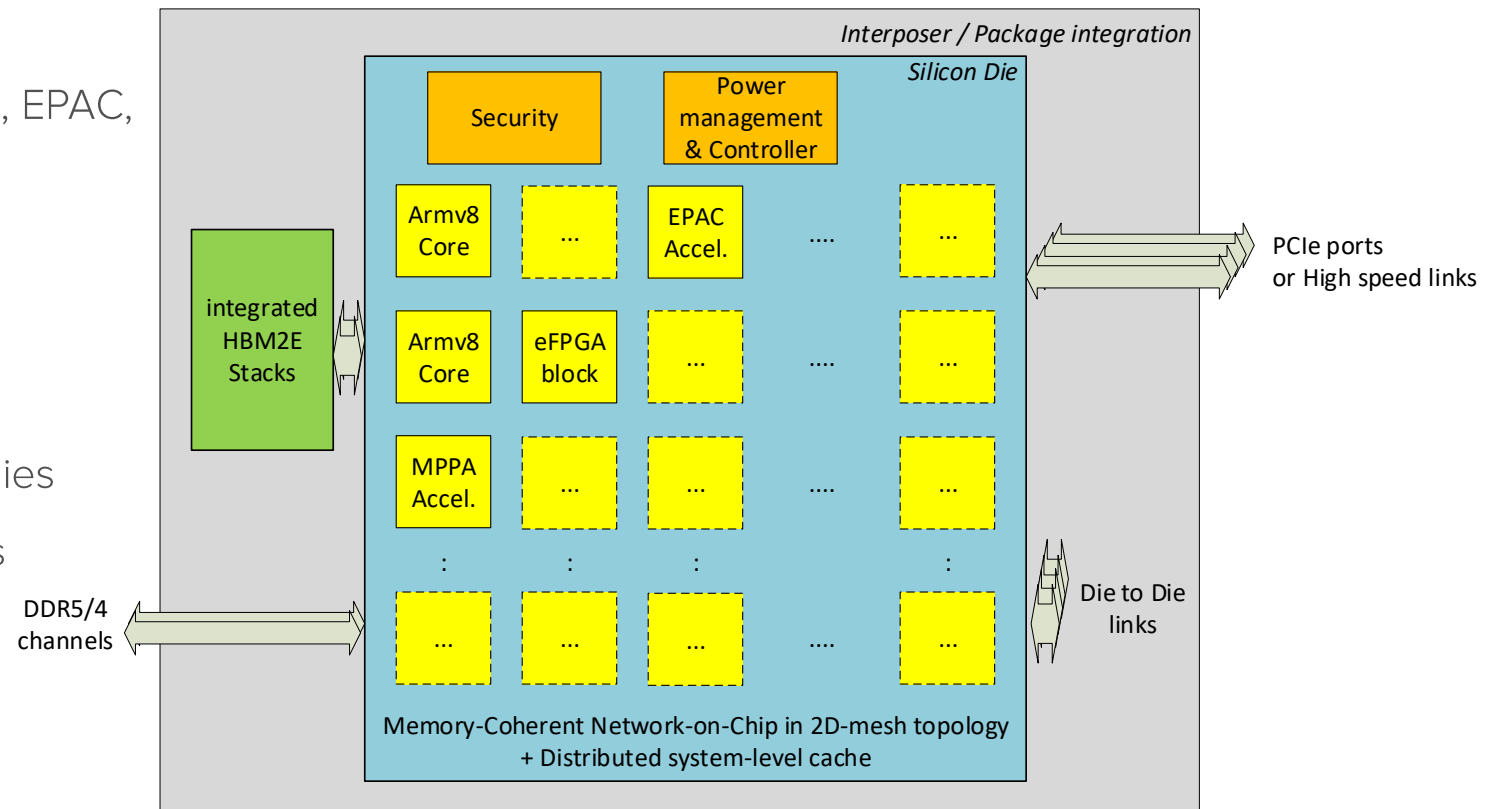 Interposer / Package integration
Silicon Die
, EPAC,
Security
Power
management
& Controller
Armv8
Core
...
EPAC
Accel.
....
...
PCIe ports
or High speed links
integrated
HBM2E
Stacks
Armv8
Core
eFPGA
block
...
....
...
ies
s
MPPA
Accel.
...
...
....
...
:
:
:
:
DDR5/4
channels
...
...
...
....
...
Die to Die
links
Memory-Coherent Network-on-Chip in 2D-mesh topology
+ Distributed system-level cache